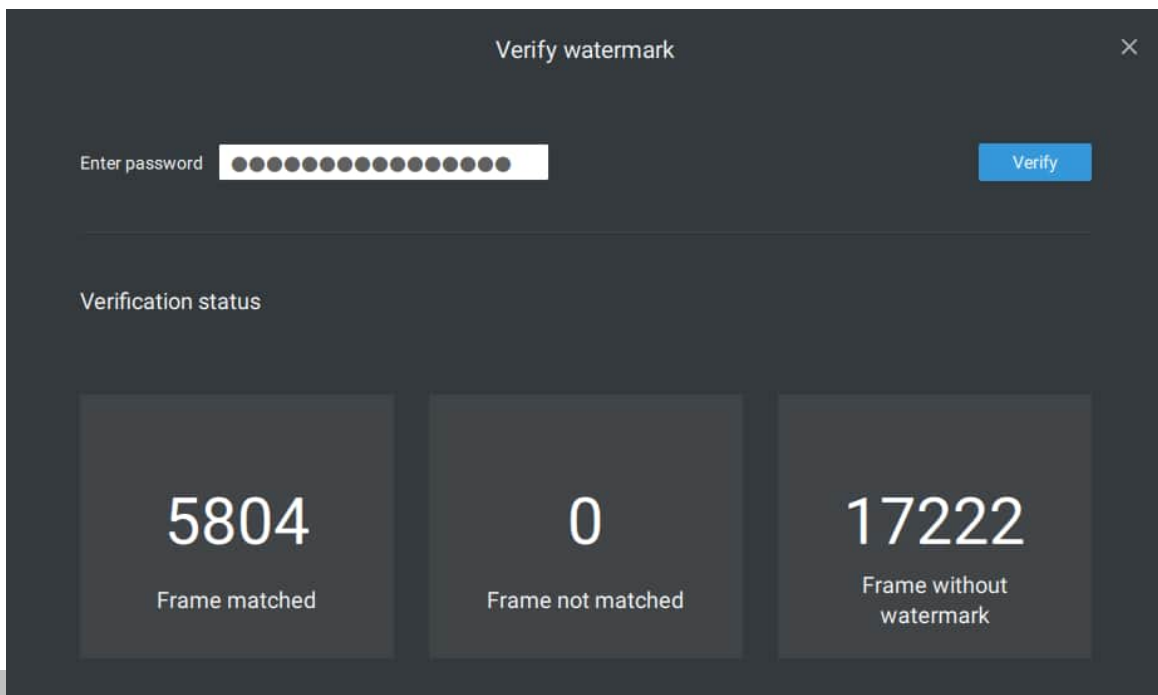 Verify watermark
Enter password
Verify
Verification status
5804
0
17222
Frame matched
Frame not matched
Frame without
watermark